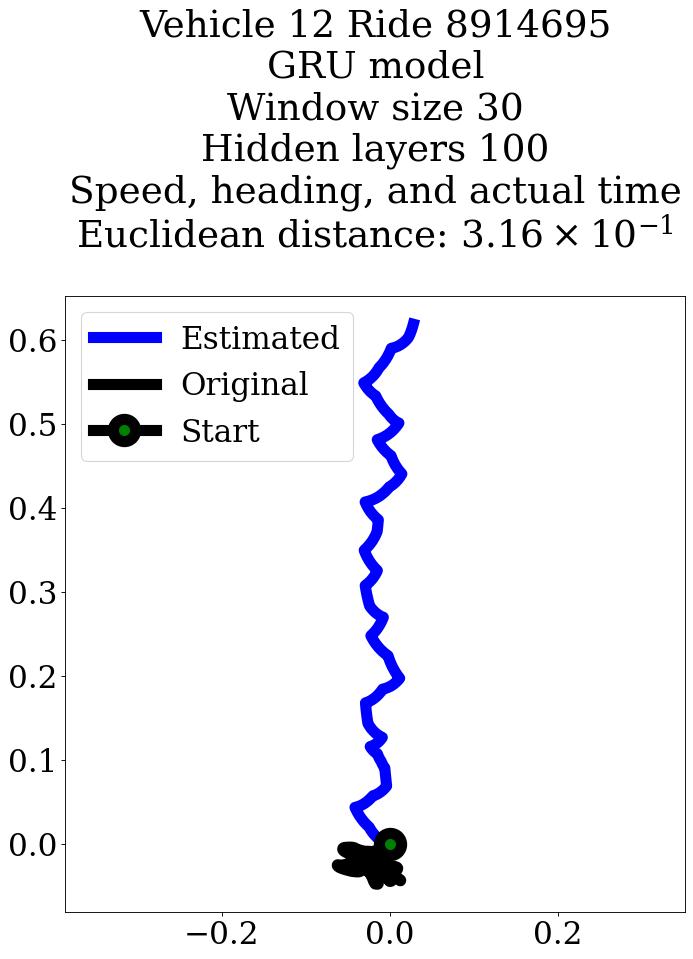 Vehicle 12 Ride 8914695
GRU model
Window size 30
Hidden layers 100
Speed, heading, and actual time
Euclidean distance: 3.16 × 10⁻¹
Estimated
Original
Start
0.6
0.5
0.4
0.3
0.2
0.1
0.0
−0.2 0.0 0.2